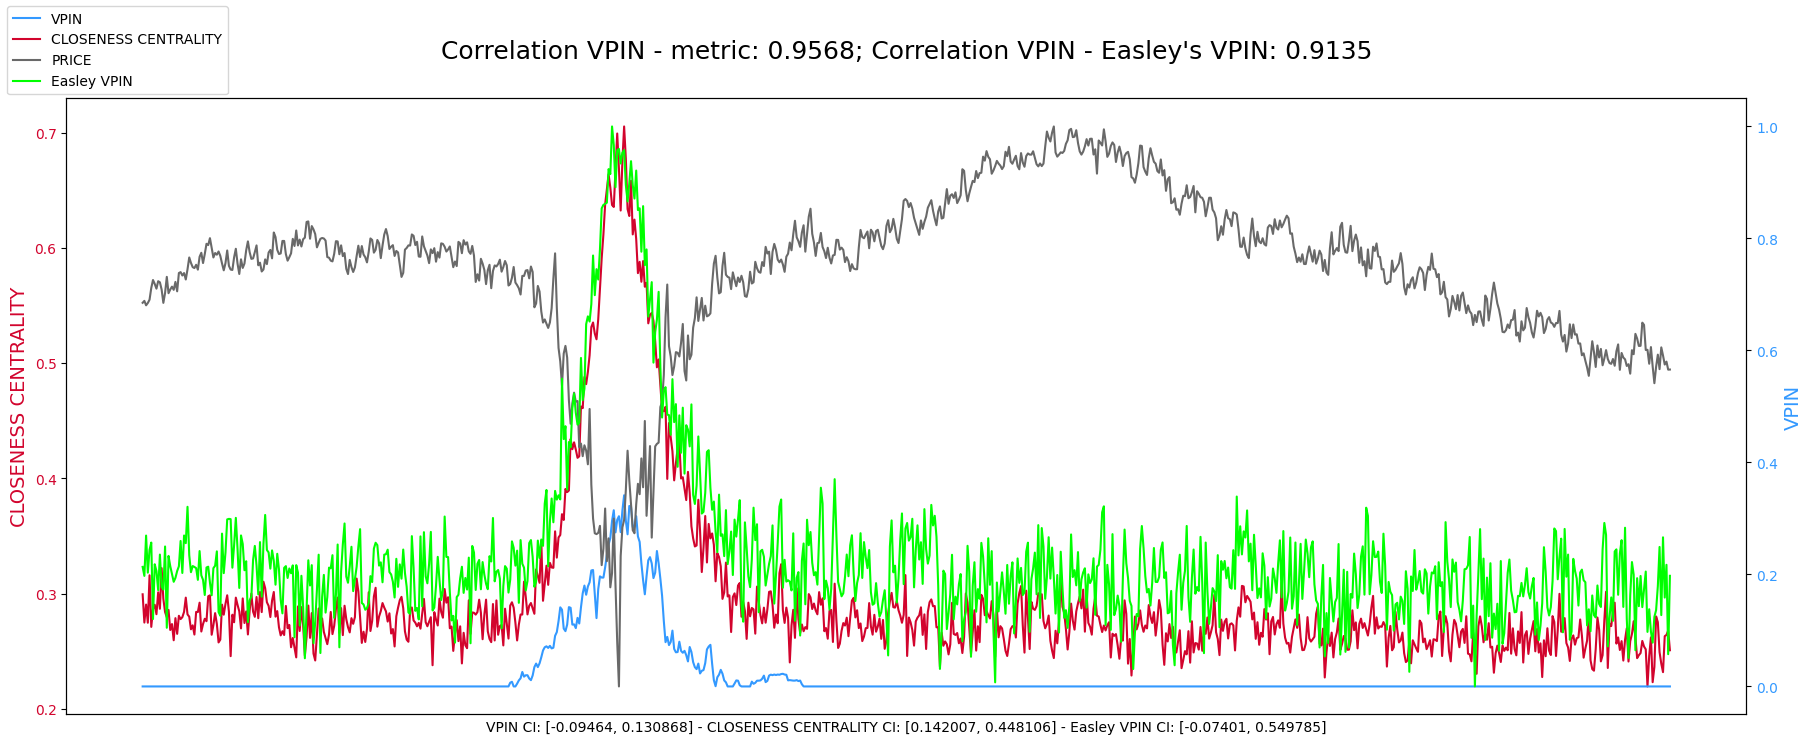 VPIN
CLOSENESS CENTRALITY
PRICE
Easley VPIN
Correlation VPIN - metric: 0.9568; Correlation VPIN - Easley's VPIN: 0.9135
CLOSENESS CENTRALITY
0.7
0.6
0.5
0.4
0.3
0.2
1.0
0.8
0.6
0.4
0.2
0.0
VPIN
VPIN CI: [-0.09464, 0.130868] - CLOSENESS CENTRALITY CI: [0.142007, 0.448106] - Easley VPIN CI: [-0.07401, 0.549785]